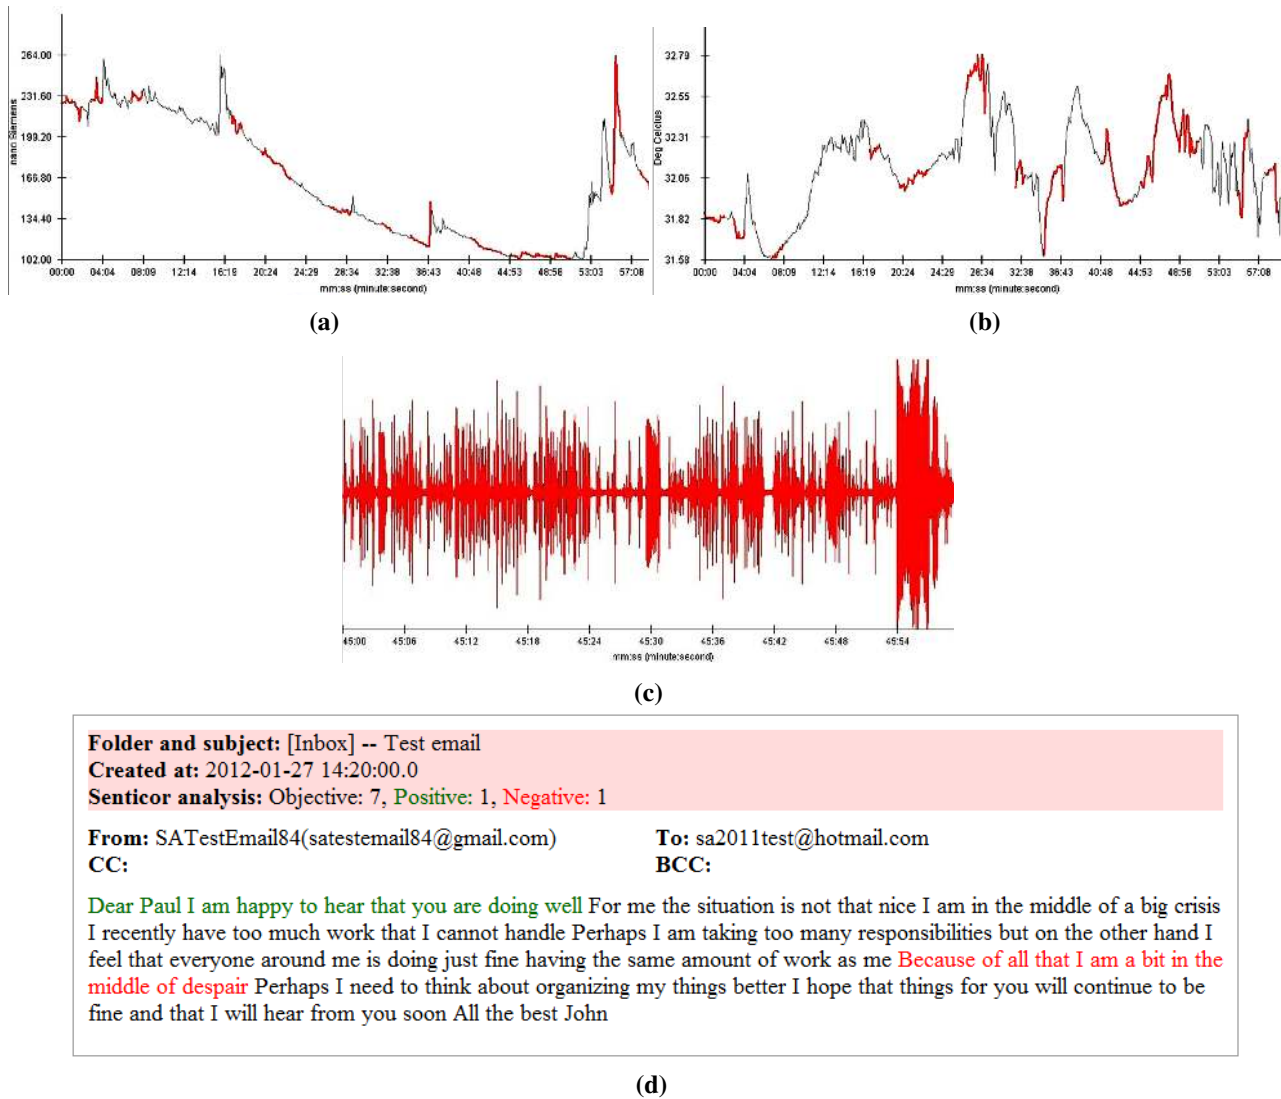 264.00
231.60
199.20
166.80
134.40
102.00
nano Siemens
00:00 04:04 08:09 12:14 16:19 20:24 24:29 28:34 32:38 36:43 40:48 44:53 48:58 53:03 57:08
mm:ss (minute:second)
(a)
32.79
32.55
32.31
32.05
31.82
31.58
Deg Celcius
00:00 04:04 08:09 12:14 16:19 20:24 24:29 28:34 32:38 36:43 40:48 44:53 48:58 53:03 57:08
mm:ss (minute:second)
(b)
45:00 45:06 45:12 45:18 45:24 45:30 45:36 45:42 45:48 45:54
mm:ss (minute:second)
(c)
Folder and subject: [Inbox] -- Test email
Created at: 2012-01-27 14:20:00.0
Senticor analysis: Objective: 7, Positive: 1, Negative: 1
From: SATestEmail84(satestemail84@gmail.com) To: sa2011test@hotmail.com
CC: BCC:
Dear Paul I am happy to hear that you are doing well For me the situation is not that nice I am in the middle of a big crisis
I recently have too much work that I cannot handle Perhaps I am taking too many responsibilities but on the other hand I
feel that everyone around me is doing just fine having the same amount of work as me Because of all that I am a bit in the
middle of despair Perhaps I need to think about organizing my things better I hope that things for you will continue to be
fine and that I will hear from you soon All the best John
(d)